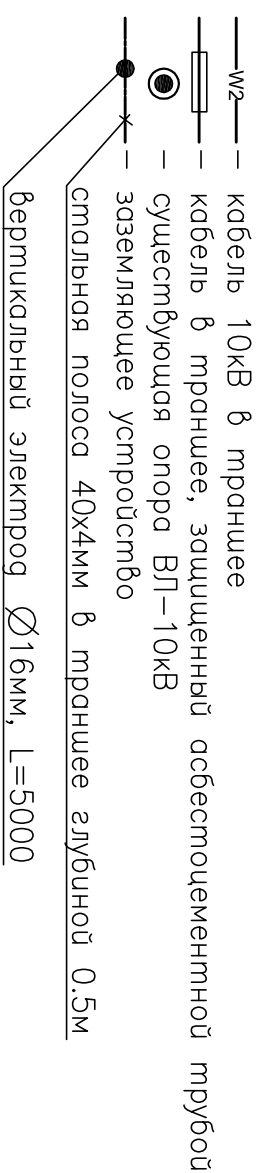 W2 – кабель 10кВ в траншее
– кабель в траншее, защищенный асбестоцементной трубой
– существующая опора ВЛ–10кВ
– заземляющее устройство
стальная полоса 40х4мм в траншее глубиной 0.5м
вертикальный электрод ∅16мм, L=5000